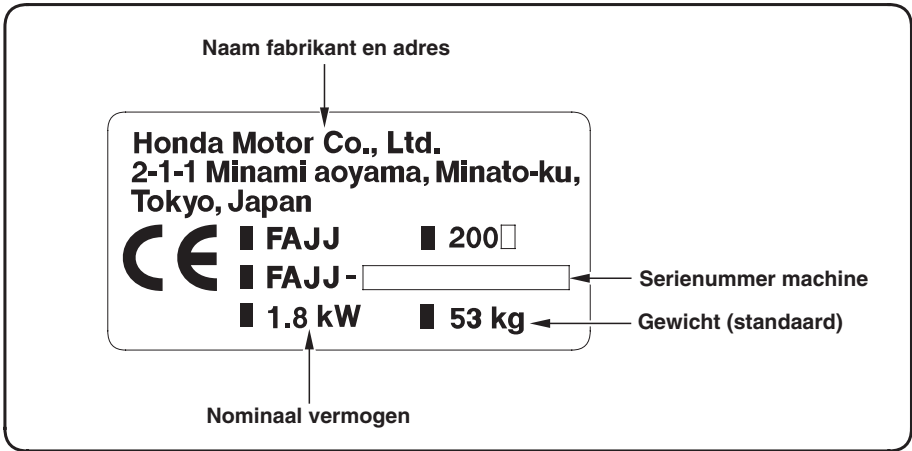 Naam fabrikant en adres
Honda Motor Co., Ltd.
2-1-1 Minami aoyama, Minato-ku,
Tokyo, Japan
CE FAJJ 200
FAJJ- Serienummer machine
1.8 kW 53 kg Gewicht (standaard)
Nominaal vermogen